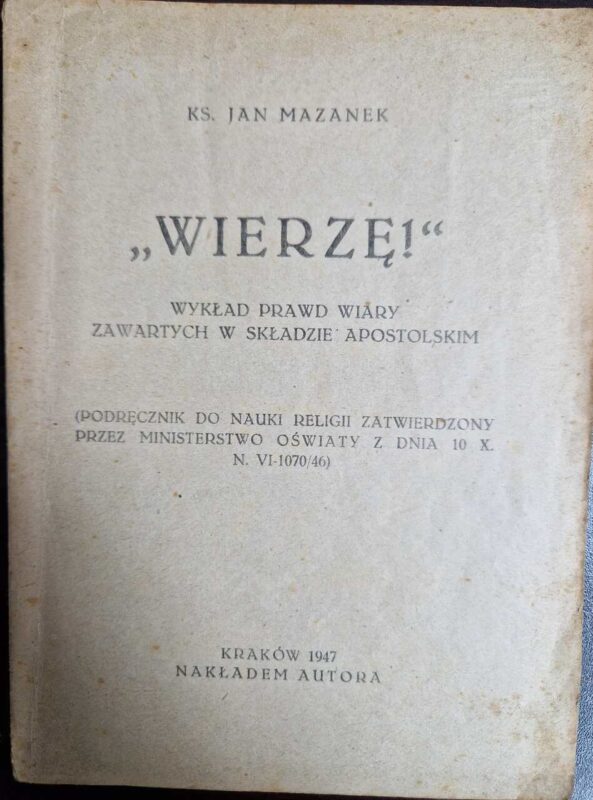 KS. JAN MAZANEK
„WIERZĘ!“
WYKŁAD PRAWD WIARY
ZAWARTYCH W SKŁADZIE APOSTOLSKIM
(PODRĘCZNIK DO NAUKI RELIGII ZATWIERDZONY
PRZEZ MINISTERSTWO OŚWIATY Z DNIA 10 X.
N. VI-1070/46)
KRAKÓW 1947
NAKŁADEM AUTORA